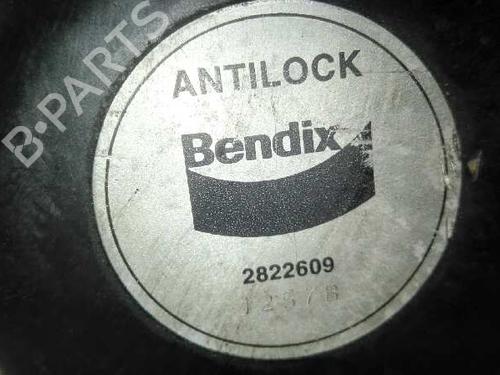 B-PARTS
ANTILOCK
Bendix
2822609